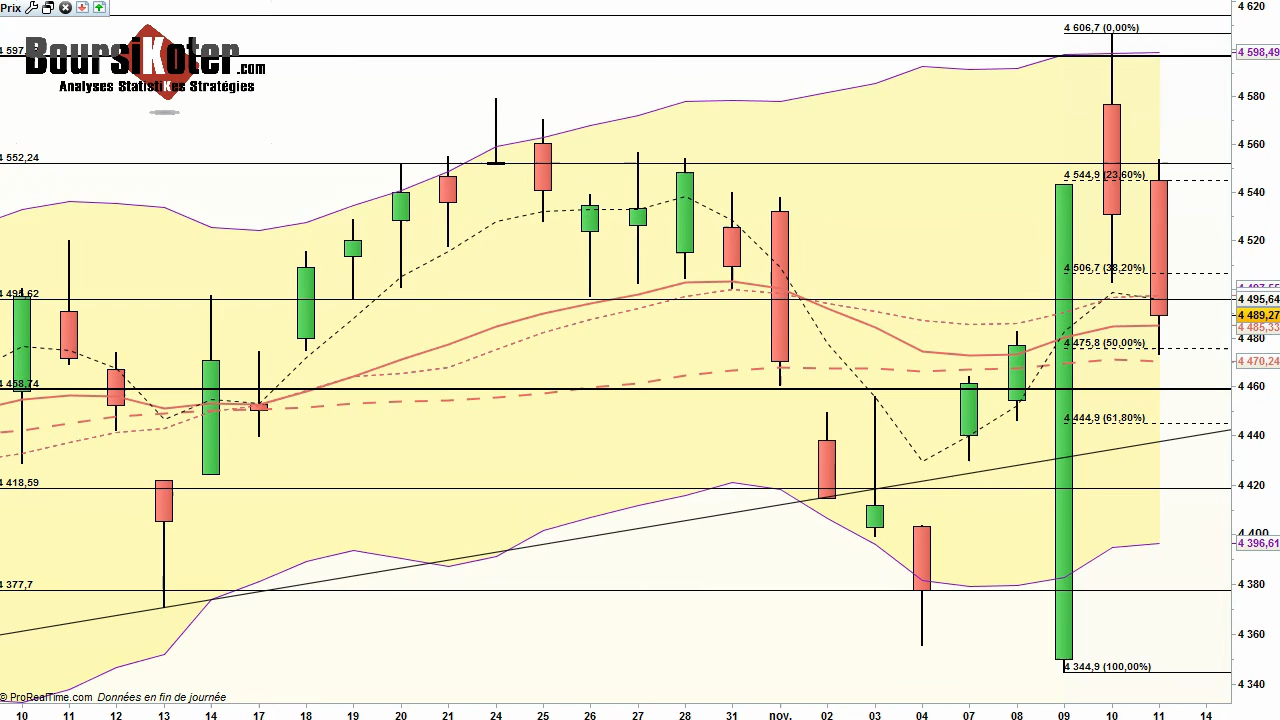 Prix
4 620
4 606,7 (0,00%)
BoursiKoter.com
Analyses StatistiKes Stratégies
4 597,
4 598,49
4 580
4 560
4 552,24
4 544,9 (23,60%)
4 540
4 520
4 506,7 (38,20%)
4 495,62
4 495,64
4 489,27
4 485,33
4 480
4 475,8 (50,00%)
4 470,24
4 458,74
4 460
4 444,9 (61,80%)
4 440
4 418,59
4 420
4 400
4 396,61
4 377,7
4 380
4 360
4 344,9 (100,00%)
4 340
© ProRealTime.com Données en fin de journée
10 11 12 13 14 17 18 19 20 21 24 25 26 27 28 31 nov. 02 03 04 07 08 09 10 11 14